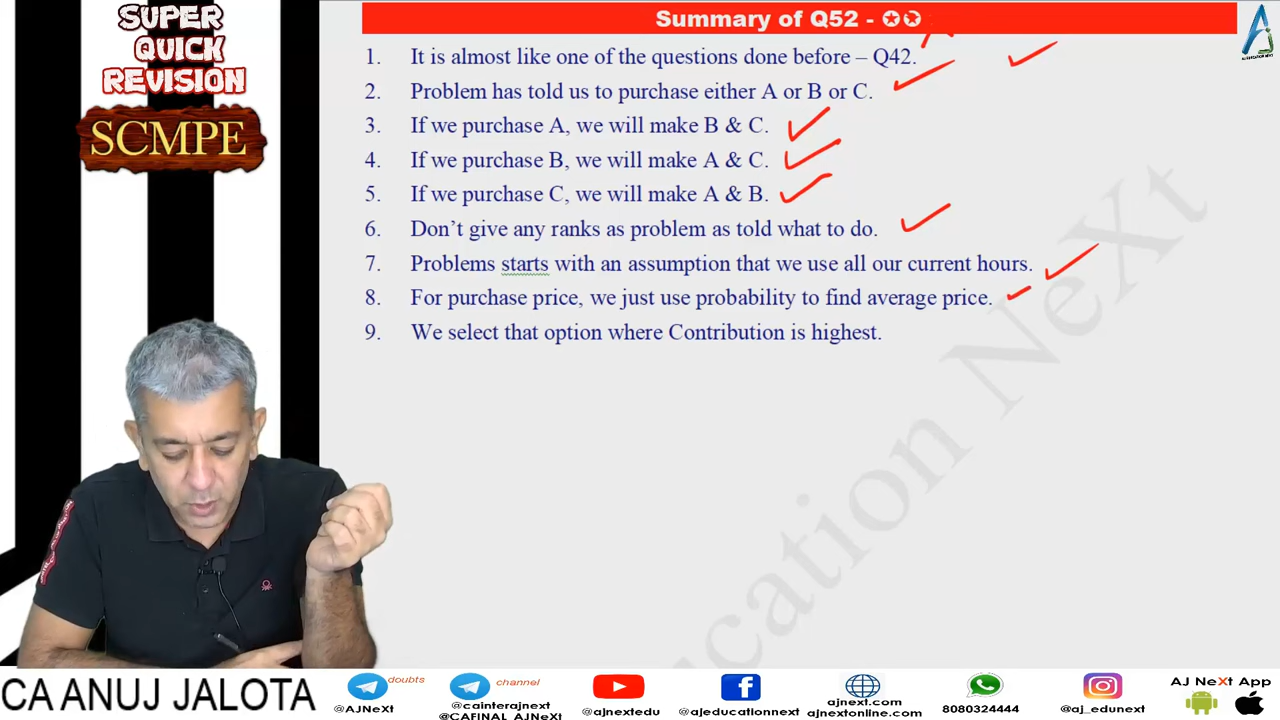 SUPER
QUICK
REVISION
SCMPE
Summary of Q52 - ✪✪
1. It is almost like one of the questions done before – Q42.
2. Problem has told us to purchase either A or B or C.
3. If we purchase A, we will make B & C.
4. If we purchase B, we will make A & C.
5. If we purchase C, we will make A & B.
6. Don't give any ranks as problem as told what to do.
7. Problems starts with an assumption that we use all our current hours.
8. For purchase price, we just use probability to find average price.
9. We select that option where Contribution is highest.
ucation NeXt
CA ANUJ JALOTA
doubts
@AJNeXt
channel
@cainterajnext
@CAFINAL_AJNeXt
@ajnextedu
@ajeducationnext
ajnext.com
ajnextonline.com
8080324444
@aj_edunext
AJ NeXt App